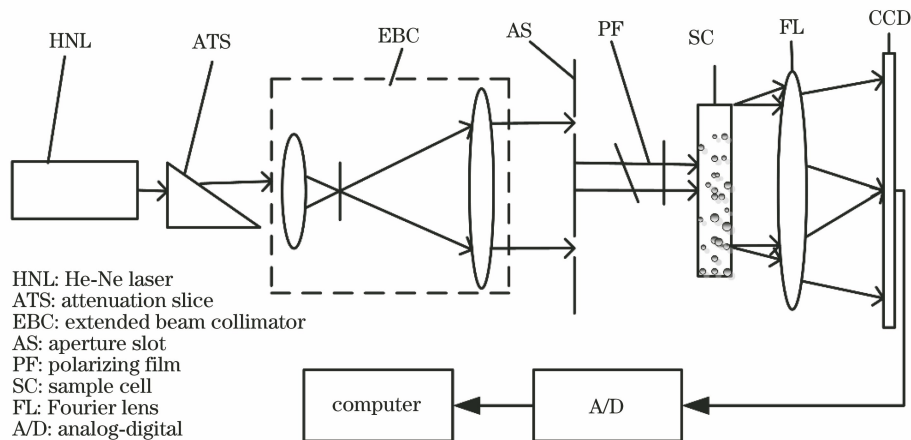 HNL
ATS
EBC
AS
PF
SC
FL
CCD
HNL: He-Ne laser
ATS: attenuation slice
EBC: extended beam collimator
AS: aperture slot
PF: polarizing film
SC: sample cell
FL: Fourier lens
A/D: analog-digital
computer
A/D